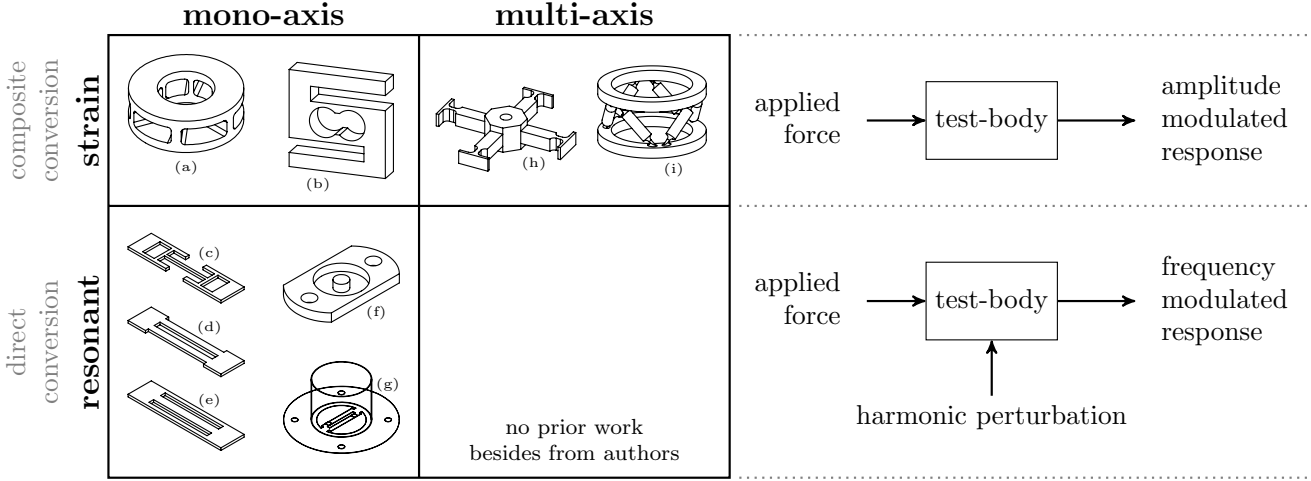 mono-axis
multi-axis
composite
conversion
strain
(a)
(b)
(h)
(i)
applied
force
test-body
amplitude
modulated
response
direct
conversion
resonant
(c)
(d)
(e)
(f)
(g)
no prior work
besides from authors
applied
force
test-body
frequency
modulated
response
harmonic perturbation